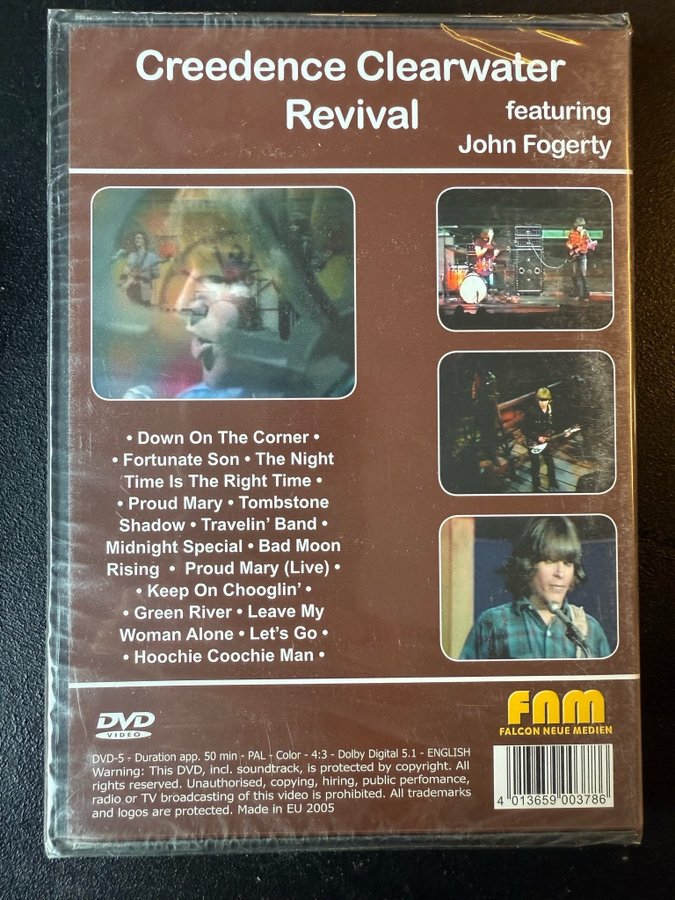 Creedence Clearwater
Revival
featuring
John Fogerty
• Down On The Corner •
• Fortunate Son • The Night
Time Is The Right Time •
• Proud Mary • Tombstone
Shadow • Travelin’ Band •
Midnight Special • Bad Moon
Rising • Proud Mary (Live) •
• Keep On Chooglin’ •
• Green River • Leave My
Woman Alone • Let’s Go •
• Hoochie Coochie Man •
DVD
VIDEO
FNM
FALCON NEUE MEDIEN
DVD-5 - Duration app. 50 min - PAL - Color - 4:3 - Dolby Digital 5.1 - ENGLISH
Warning: This DVD, incl. soundtrack, is protected by copyright. All
rights reserved. Unauthorised, copying, hiring, public perfomance,
radio or TV broadcasting of this video is prohibited. All trademarks
and logos are protected. Made in EU 2005
4 013659 003786